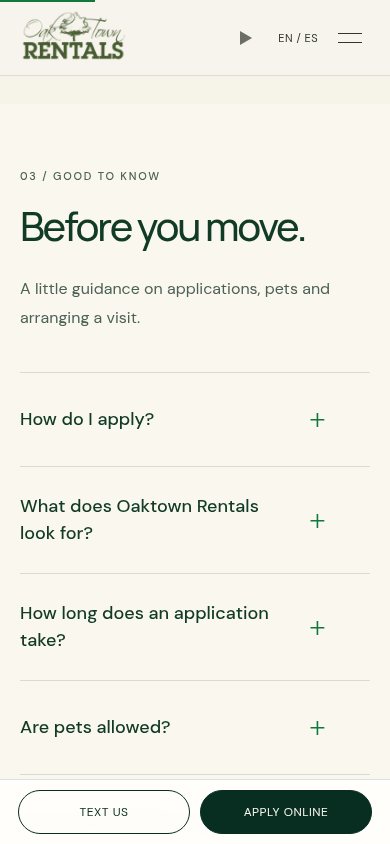 Oak Town
RENTALS
EN / ES
03 / GOOD TO KNOW
Before you move.
A little guidance on applications, pets and
arranging a visit.
How do I apply?
What does Oaktown Rentals
look for?
How long does an application
take?
Are pets allowed?
TEXT US
APPLY ONLINE